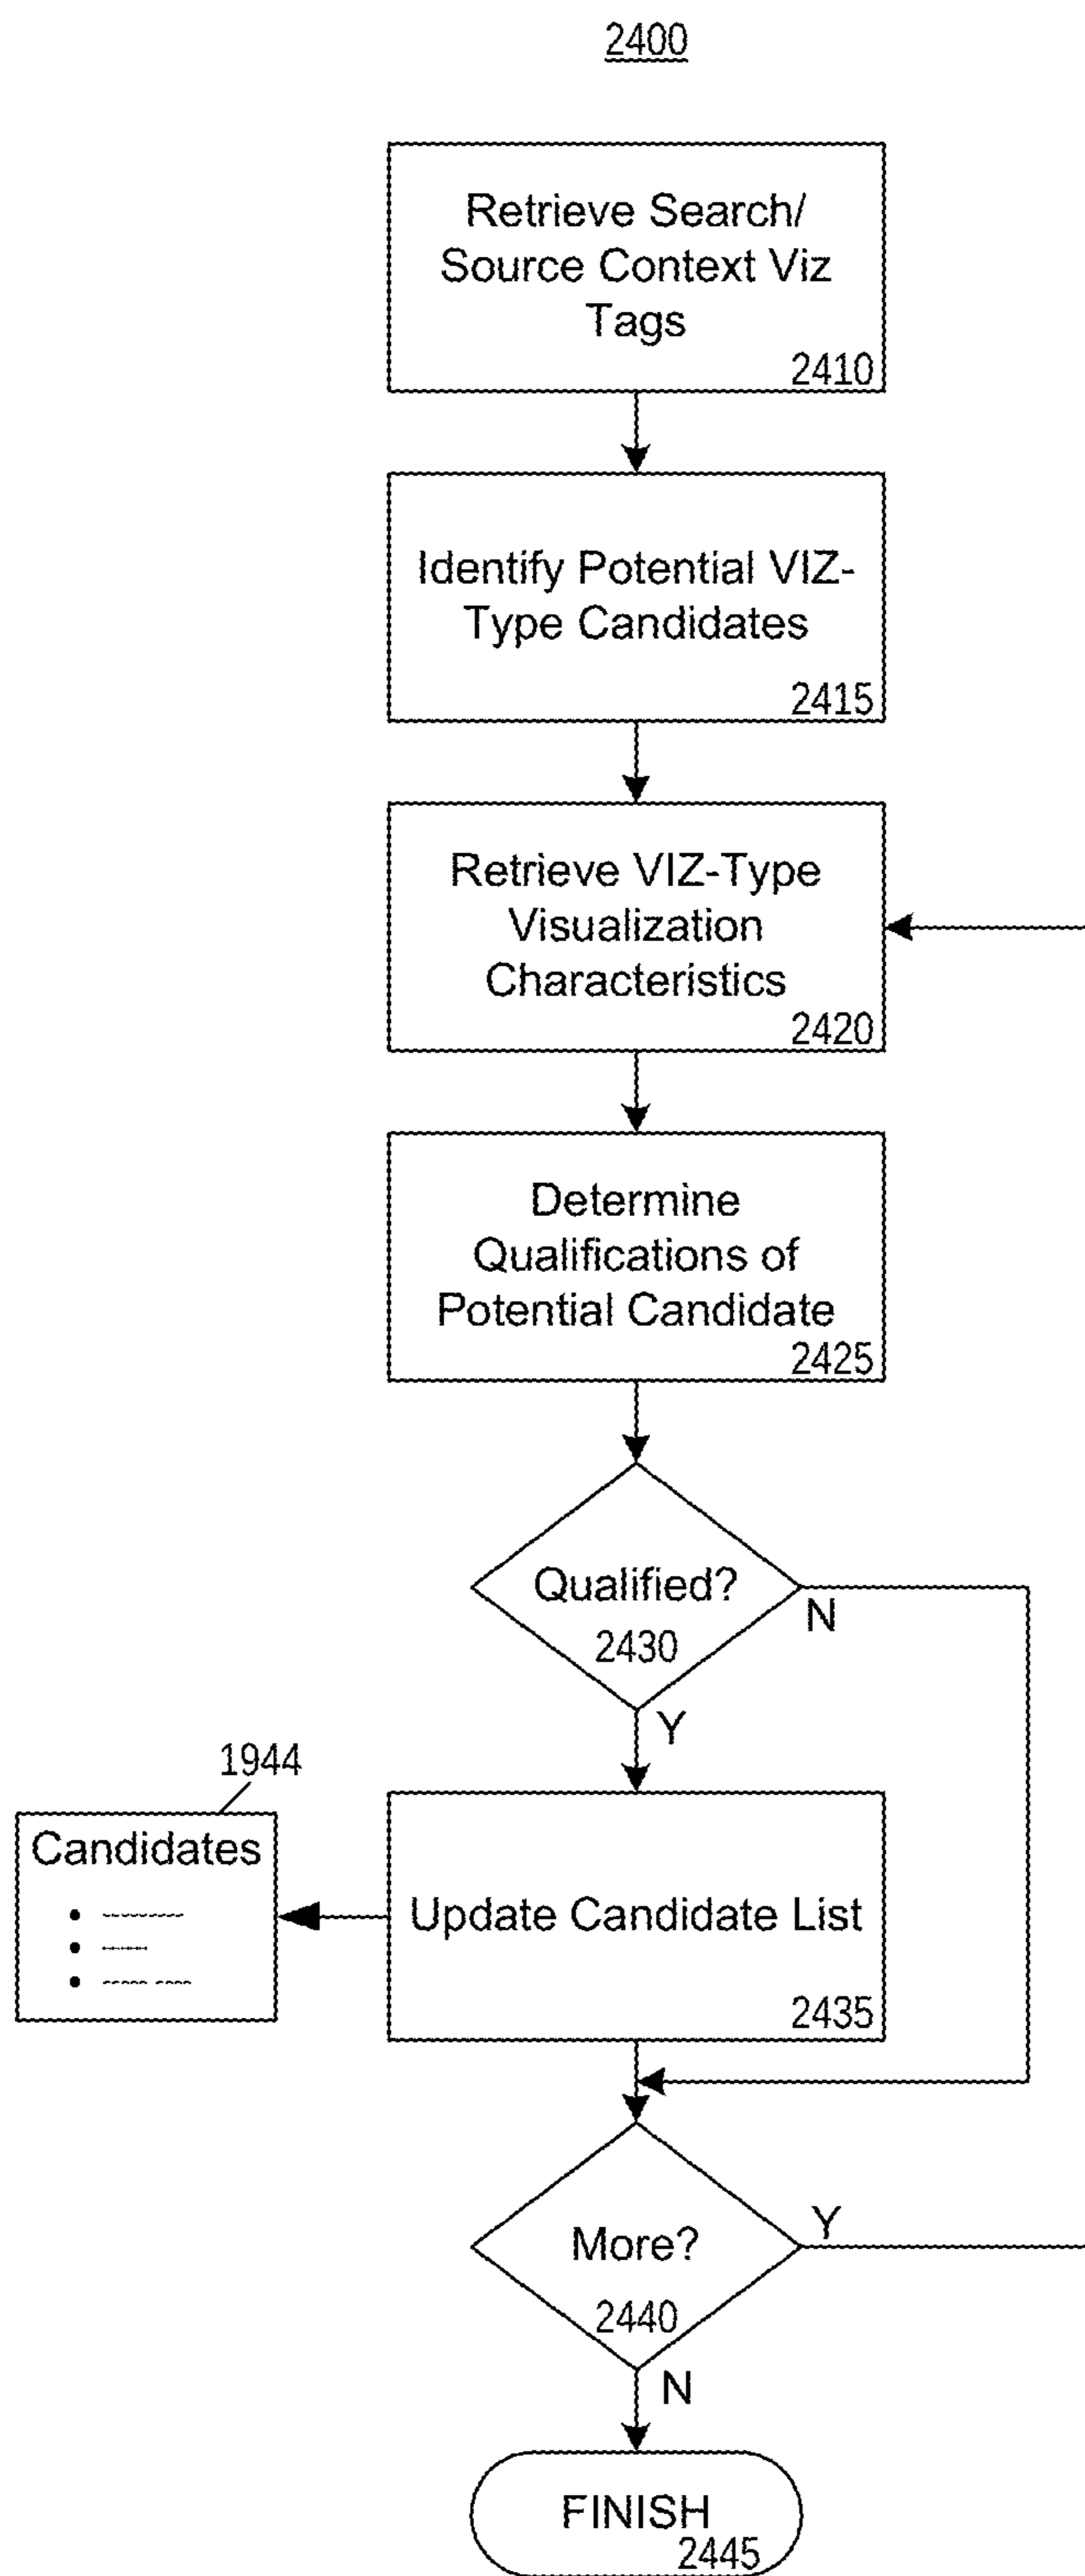 2400
Retrieve Search/
Source Context Viz
Tags
2410
Identify Potential VIZ-
Type Candidates
2415
Retrieve VIZ-Type
Visualization
Characteristics
2420
Determine
Qualifications of
Potential Candidate
2425
Qualified?
2430
N
Y
1944
Candidates
Update Candidate List
2435
More?
2440
Y
N
FINISH
2445